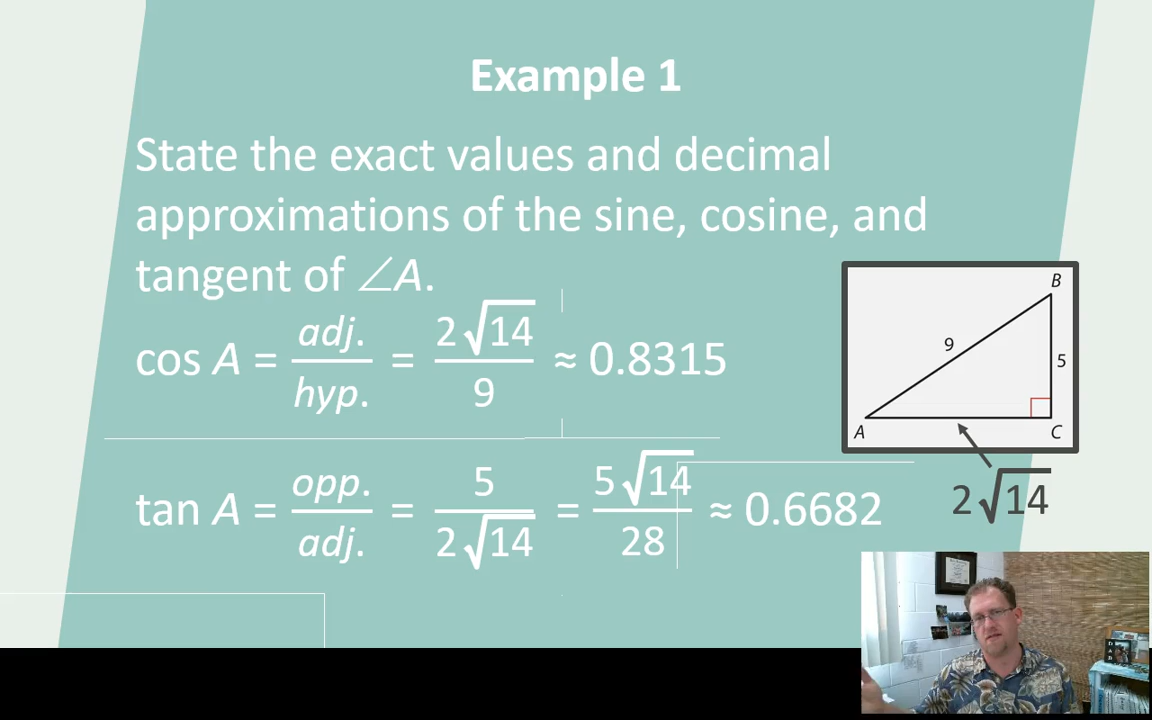 Example 1
State the exact values and decimal
approximations of the sine, cosine, and
tangent of ∠A.
cos A = adj./hyp. = 2√14/9 ≈ 0.8315
tan A = opp./adj. = 5/2√14 = 5√14/28 ≈ 0.6682
B
9
5
A
C
2√14